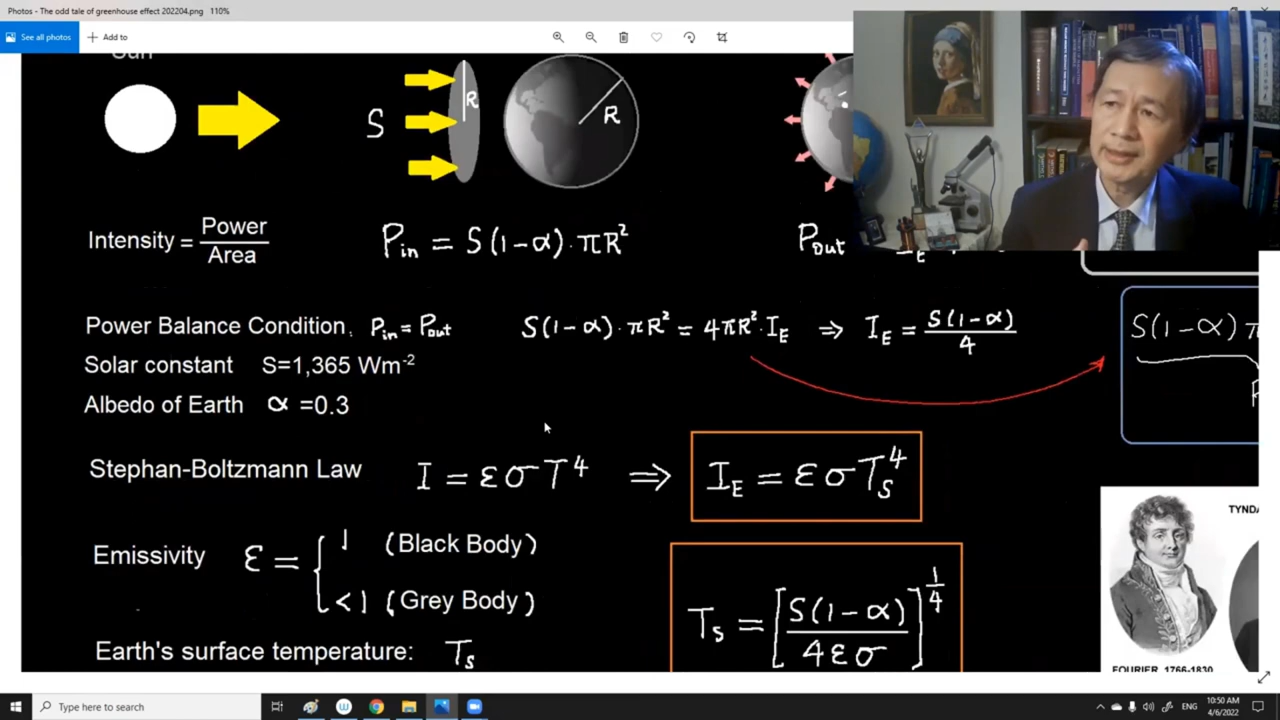 Photos - The odd tale of greenhouse effect 202204.png 110%
See all photos + Add to
Sun
S R R
Intensity = Power/Area P_in = S(1-α)·πR² P_out
I_E
Power Balance Condition, P_in = P_out S(1-α)·πR² = 4πR²·I_E ⇒ I_E = S(1-α)/4
S(1-α)π
Solar constant S=1,365 Wm⁻²
Albedo of Earth α =0.3
Stephan-Boltzmann Law I = εσT⁴ ⇒ I_E = εσT_S⁴
Emissivity ε = { 1 (Black Body)
<1 (Grey Body)
T_S = [S(1-α)/4εσ]^1/4
Earth's surface temperature: T_S
TYNDA
FOURIER, 1766-1830
Type here to search
ENG
10:50 AM
4/6/2022